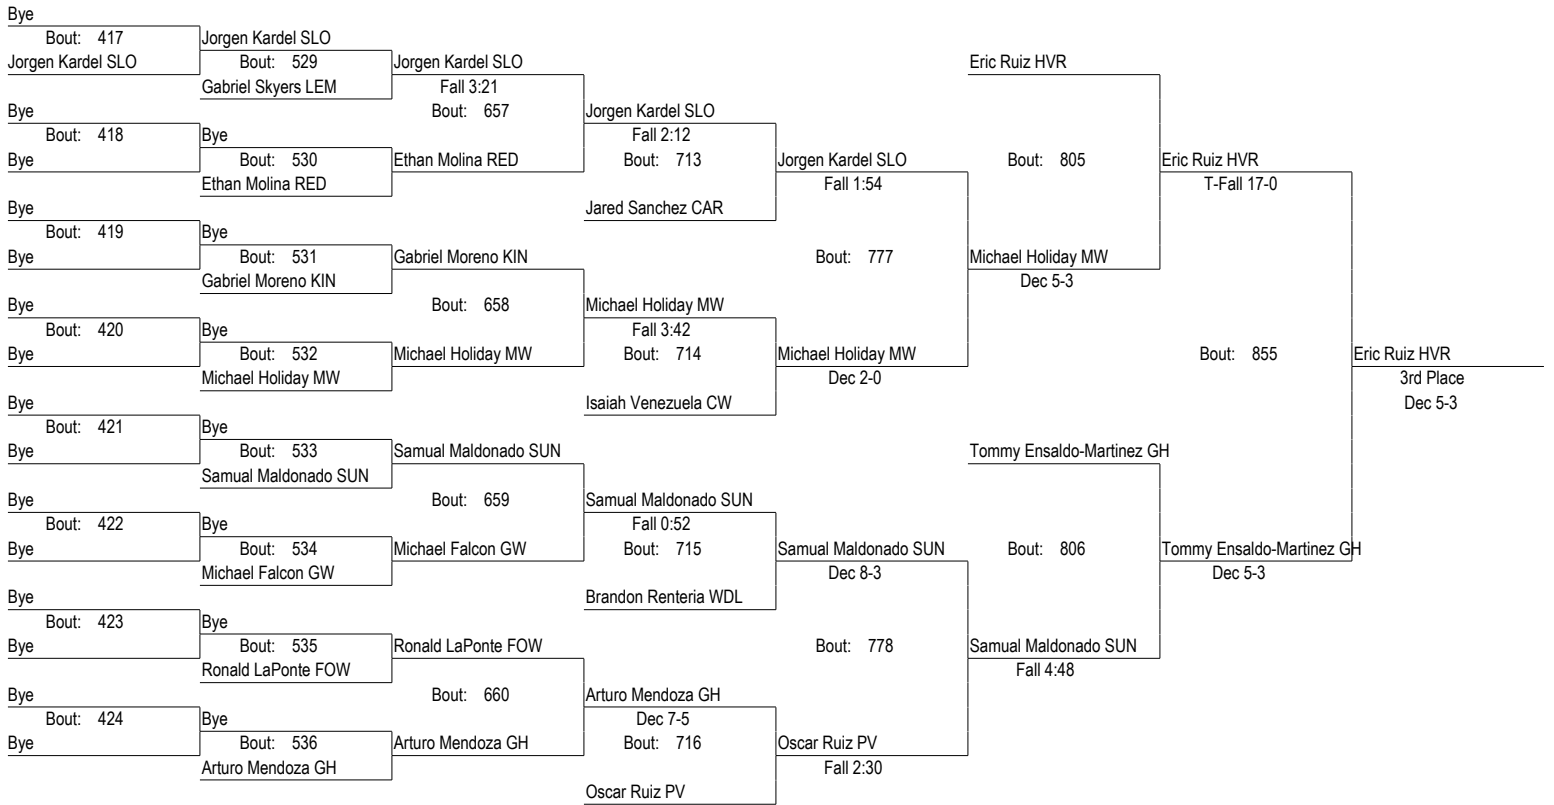 Bye
Bout: 417
Jorgen Kardel SLO
Jorgen Kardel SLO
Bout: 529
Gabriel Skyers LEM
Jorgen Kardel SLO
Fall 3:21
Bout: 657
Eric Ruiz HVR
Bye
Bout: 418
Bye
Bye
Bout: 530
Ethan Molina RED
Ethan Molina RED
Jorgen Kardel SLO
Fall 2:12
Bout: 713
Jared Sanchez CAR
Jorgen Kardel SLO
Fall 1:54
Bout: 805
Eric Ruiz HVR
T-Fall 17-0
Bye
Bout: 419
Bye
Bye
Bout: 531
Gabriel Moreno KIN
Gabriel Moreno KIN
Bout: 658
Bout: 777
Michael Holiday MW
Dec 5-3
Bye
Bout: 420
Bye
Bye
Bout: 532
Michael Holiday MW
Michael Holiday MW
Michael Holiday MW
Fall 3:42
Bout: 714
Isaiah Venezuela CW
Michael Holiday MW
Dec 2-0
Bout: 855
Eric Ruiz HVR
3rd Place
Dec 5-3
Bye
Bout: 421
Bye
Bye
Bout: 533
Samual Maldonado SUN
Samual Maldonado SUN
Bout: 659
Tommy Ensaldo-Martinez GH
Bye
Bout: 422
Bye
Bye
Bout: 534
Michael Falcon GW
Michael Falcon GW
Samual Maldonado SUN
Fall 0:52
Bout: 715
Brandon Renteria WDL
Samual Maldonado SUN
Dec 8-3
Bout: 806
Tommy Ensaldo-Martinez GH
Dec 5-3
Bye
Bout: 423
Bye
Bye
Bout: 535
Ronald LaPonte FOW
Ronald LaPonte FOW
Bout: 660
Bout: 778
Samual Maldonado SUN
Fall 4:48
Bye
Bout: 424
Bye
Bye
Bout: 536
Arturo Mendoza GH
Arturo Mendoza GH
Arturo Mendoza GH
Dec 7-5
Bout: 716
Oscar Ruiz PV
Oscar Ruiz PV
Fall 2:30